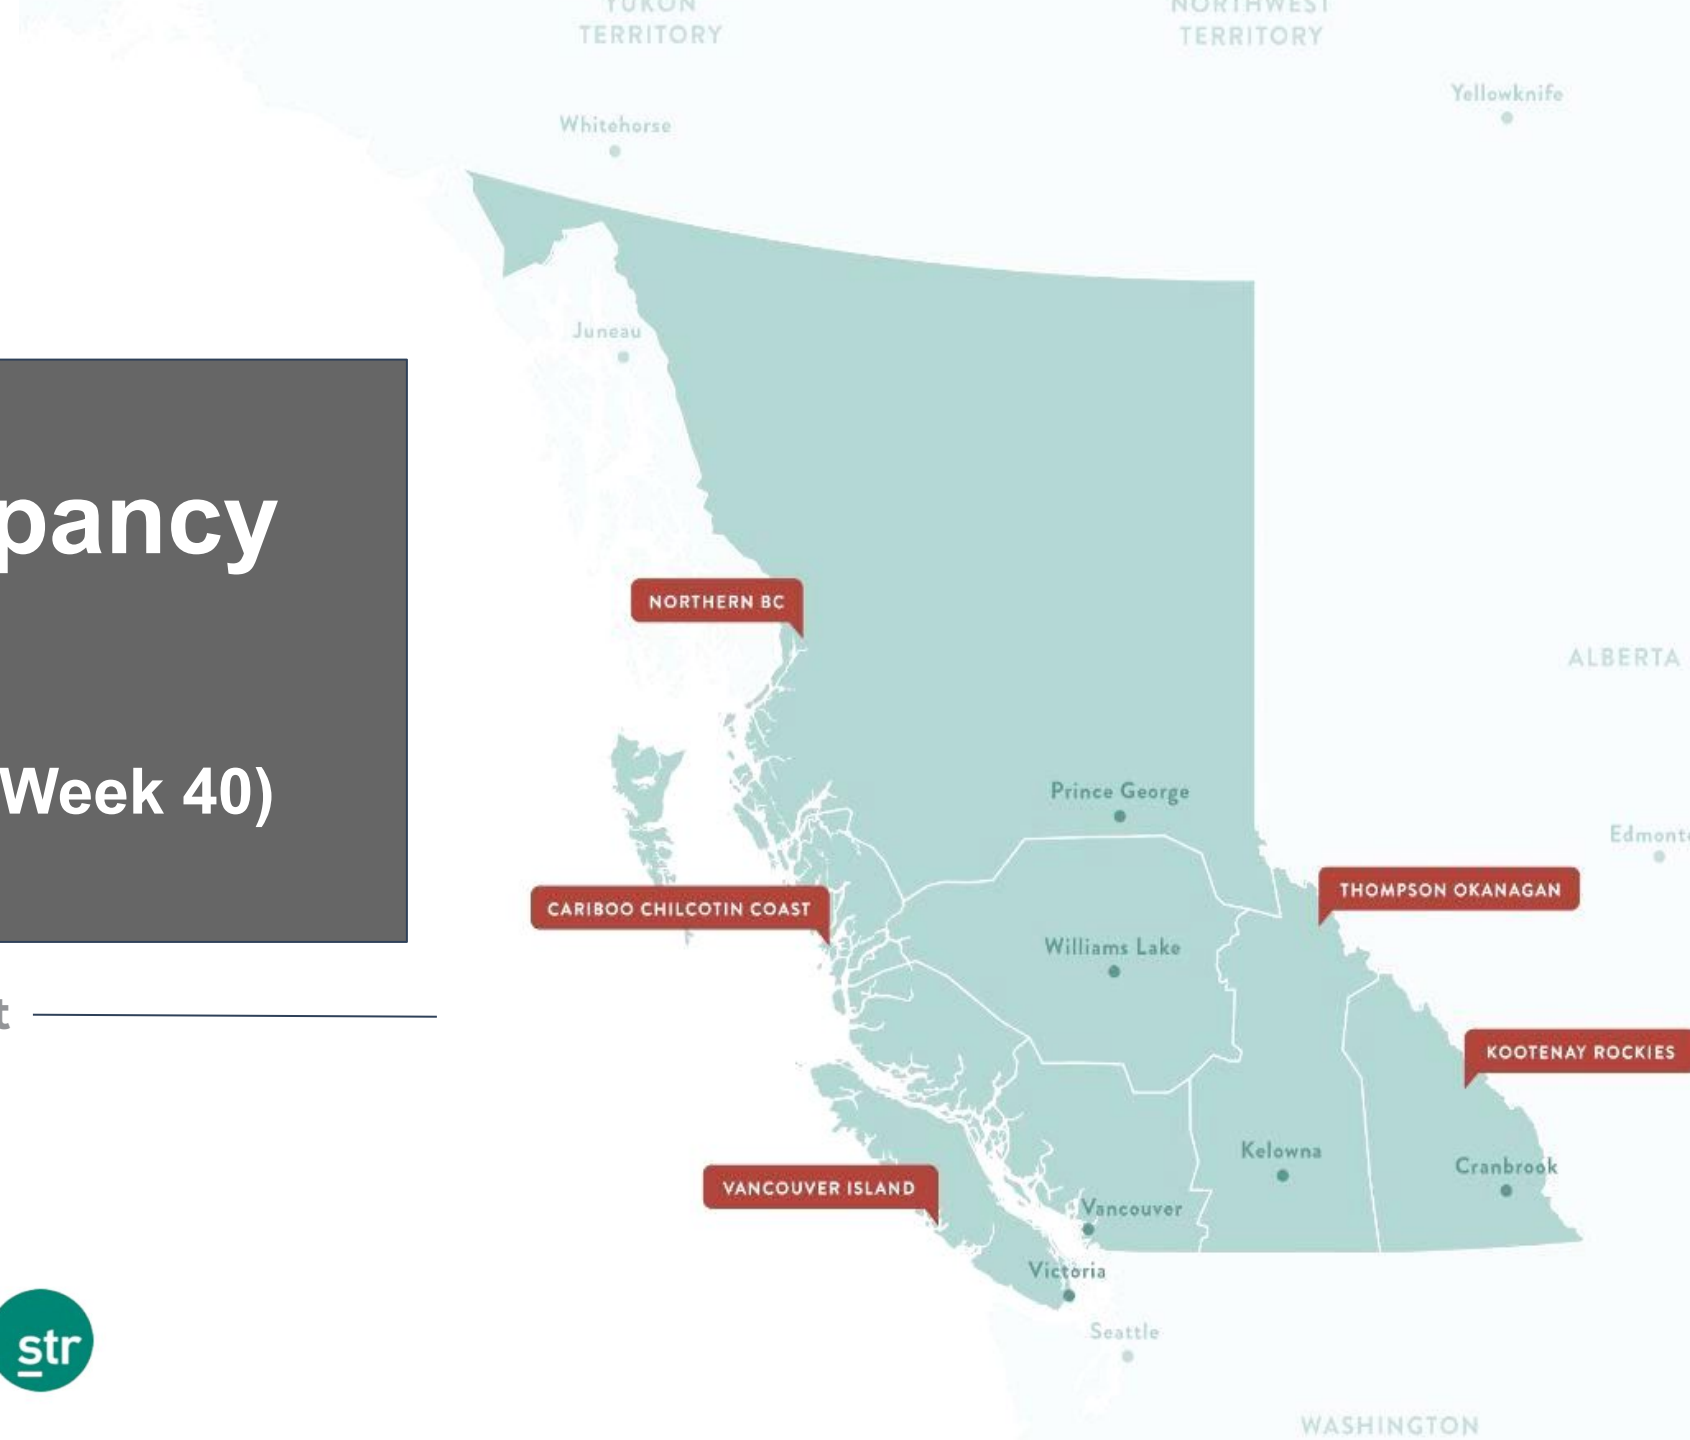 YUKON
TERRITORY
NORTHWEST
TERRITORY
Yellowknife
Whitehorse
Juneau
pancy
NORTHERN BC
ALBERTA
Week 40)
Prince George
Edmont
THOMPSON OKANAGAN
CARIBOO CHILCOTIN COAST
Williams Lake
t
KOOTENAY ROCKIES
Kelowna
Cranbrook
VANCOUVER ISLAND
Vancouver
Victoria
Seattle
str
WASHINGTON